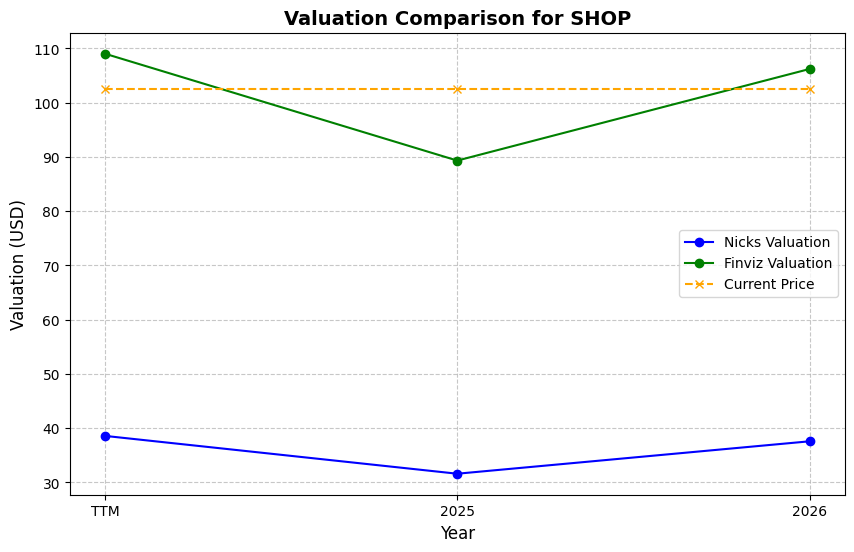 Valuation Comparison for SHOP
Valuation (USD)
110
100
90
80
70
60
50
40
30
Nicks Valuation
Finviz Valuation
Current Price
TTM
2025
2026
Year